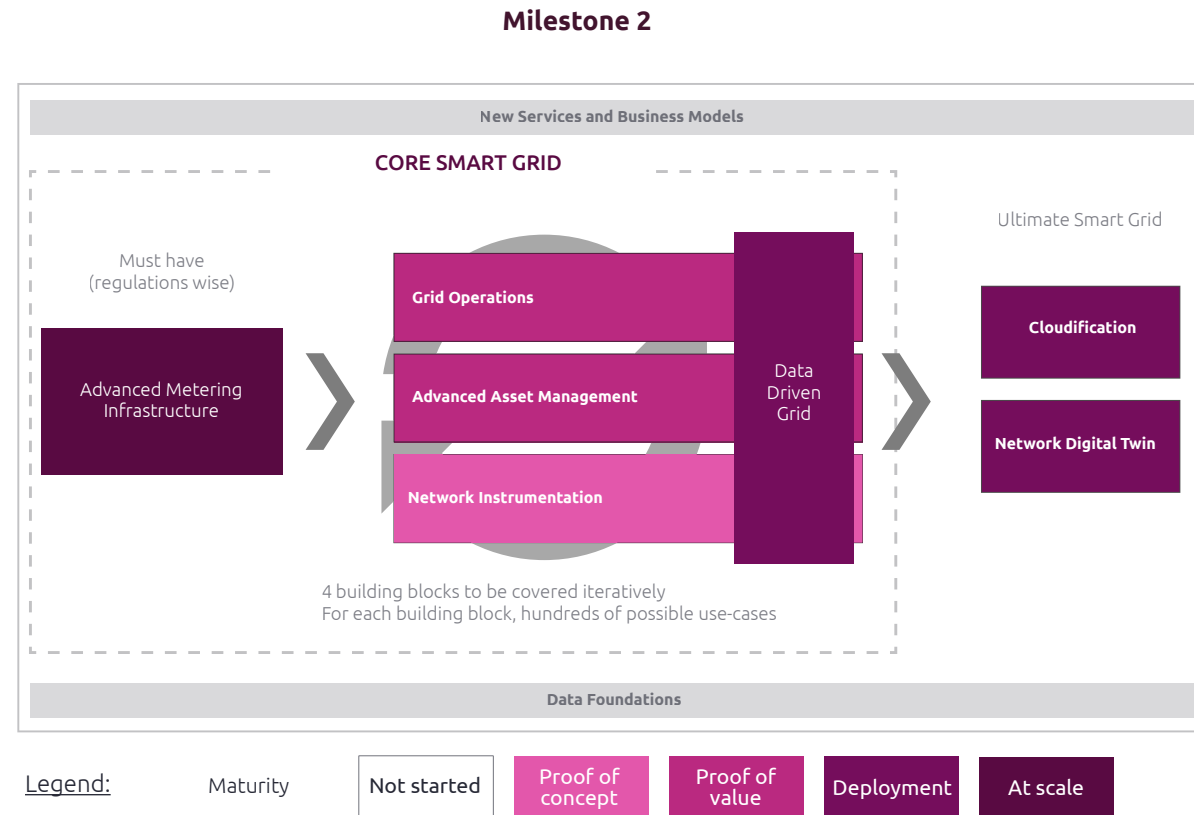 Milestone 2
New Services and Business Models
CORE SMART GRID
Must have
(regulations wise)
Advanced Metering
Infrastructure
Grid Operations
Advanced Asset Management
Network Instrumentation
Data
Driven
Grid
4 building blocks to be covered iteratively
For each building block, hundreds of possible use-cases
Ultimate Smart Grid
Cloudification
Network Digital Twin
Data Foundations
Legend:
Maturity
Not started
Proof of
concept
Proof of
value
Deployment
At scale